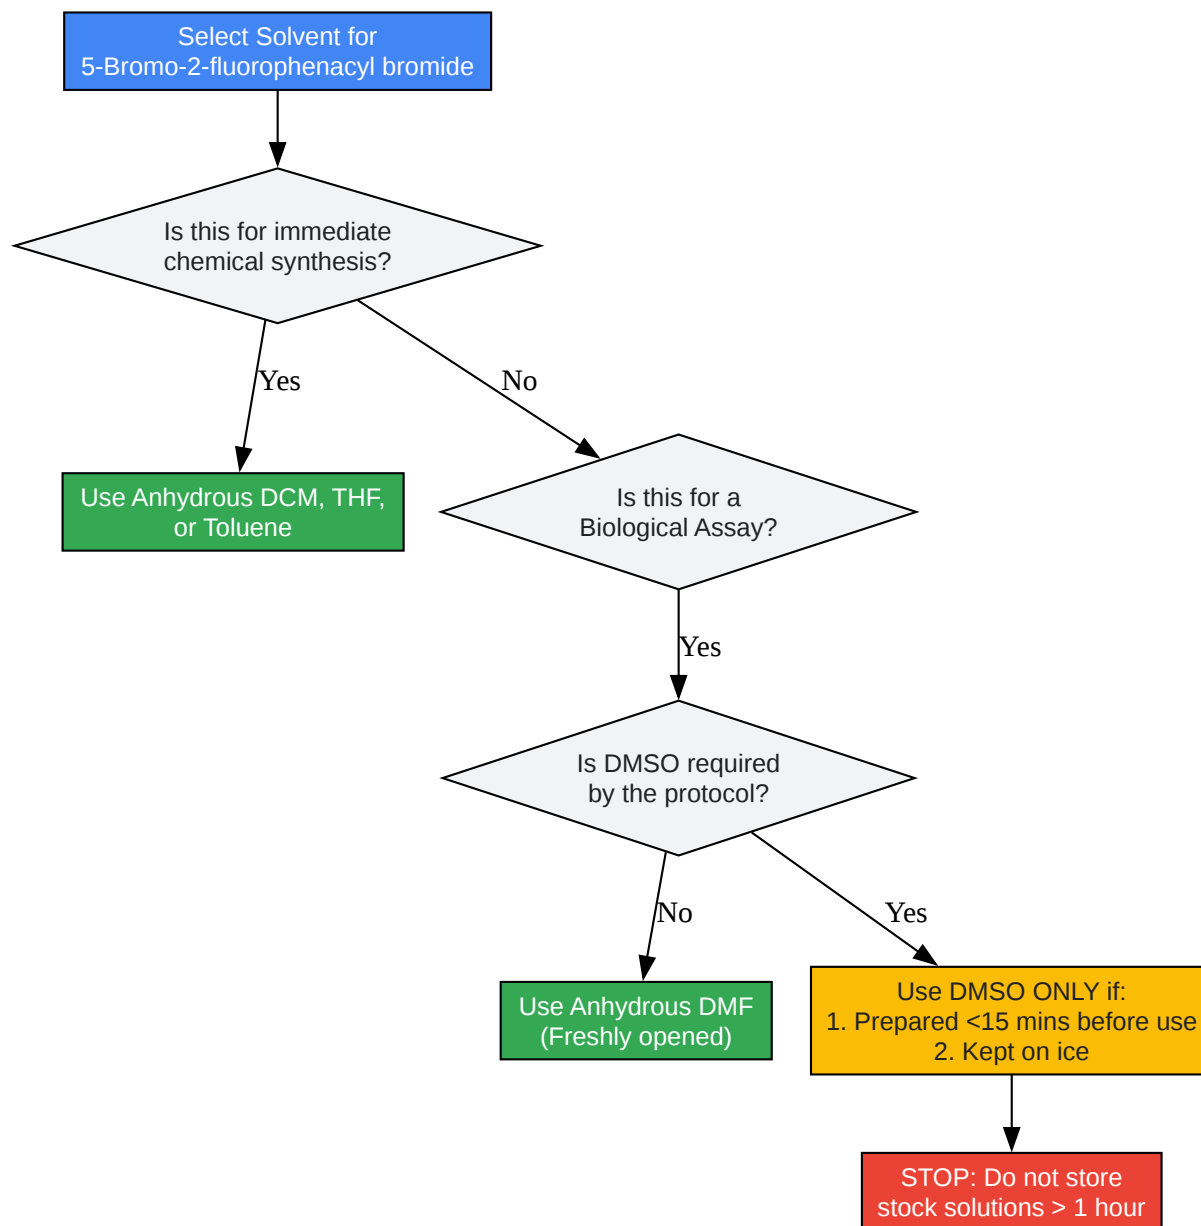 Select Solvent for
5-Bromo-2-fluorophenacyl bromide
Is this for immediate
chemical synthesis?
Yes
No
Use Anhydrous DCM, THF,
or Toluene
Is this for a
Biological Assay?
Yes
Is DMSO required
by the protocol?
No
Yes
Use Anhydrous DMF
(Freshly opened)
Use DMSO ONLY if:
1. Prepared <15 mins before use
2. Kept on ice
STOP: Do not store
stock solutions > 1 hour